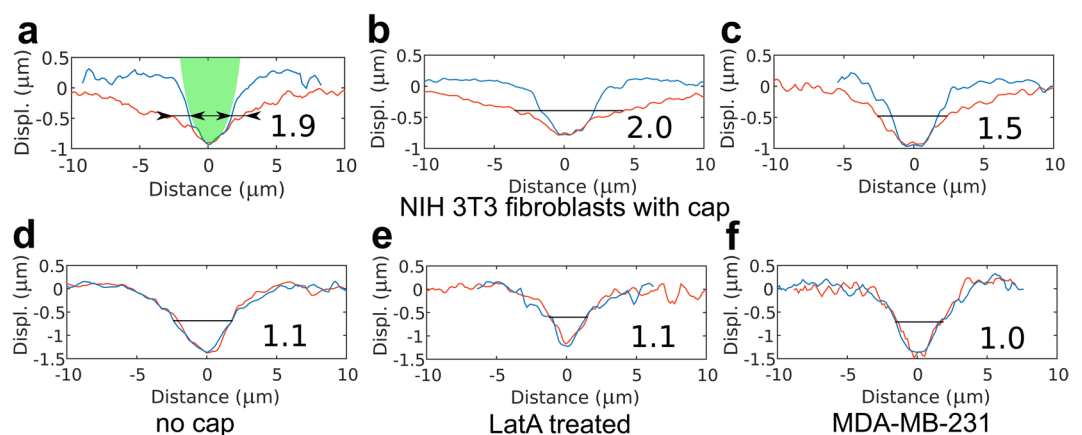 a
b
c
Displ. (μm)
0.5
0
-0.5
-1
1.9
-10
-5
0
5
10
Distance (μm)
Displ. (μm)
0.5
0
-0.5
-1
2.0
-10
-5
0
5
10
Distance (μm)
Displ. (μm)
0.5
0
-0.5
-1
1.5
-10
-5
0
5
10
Distance (μm)
NIH 3T3 fibroblasts with cap
d
e
f
Displ. (μm)
0.5
0
-0.5
-1
-1.5
1.1
-10
-5
0
5
10
Distance (μm)
no cap
Displ. (μm)
0.5
0
-0.5
-1
-1.5
1.1
-10
-5
0
5
10
Distance (μm)
LatA treated
Displ. (μm)
0.5
0
-0.5
-1
-1.5
1.0
-10
-5
0
5
10
Distance (μm)
MDA-MB-231